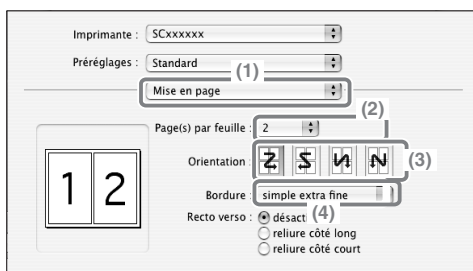 Imprimante : SCxxxxxx
Préréglages : Standard
(1)
Mise en page
(2)
Page(s) par feuille : 2
Orientation :
(3)
Bordure : simple extra fine
Recto verso : désacti
(4)
reliure côté long
reliure côté court
1 2